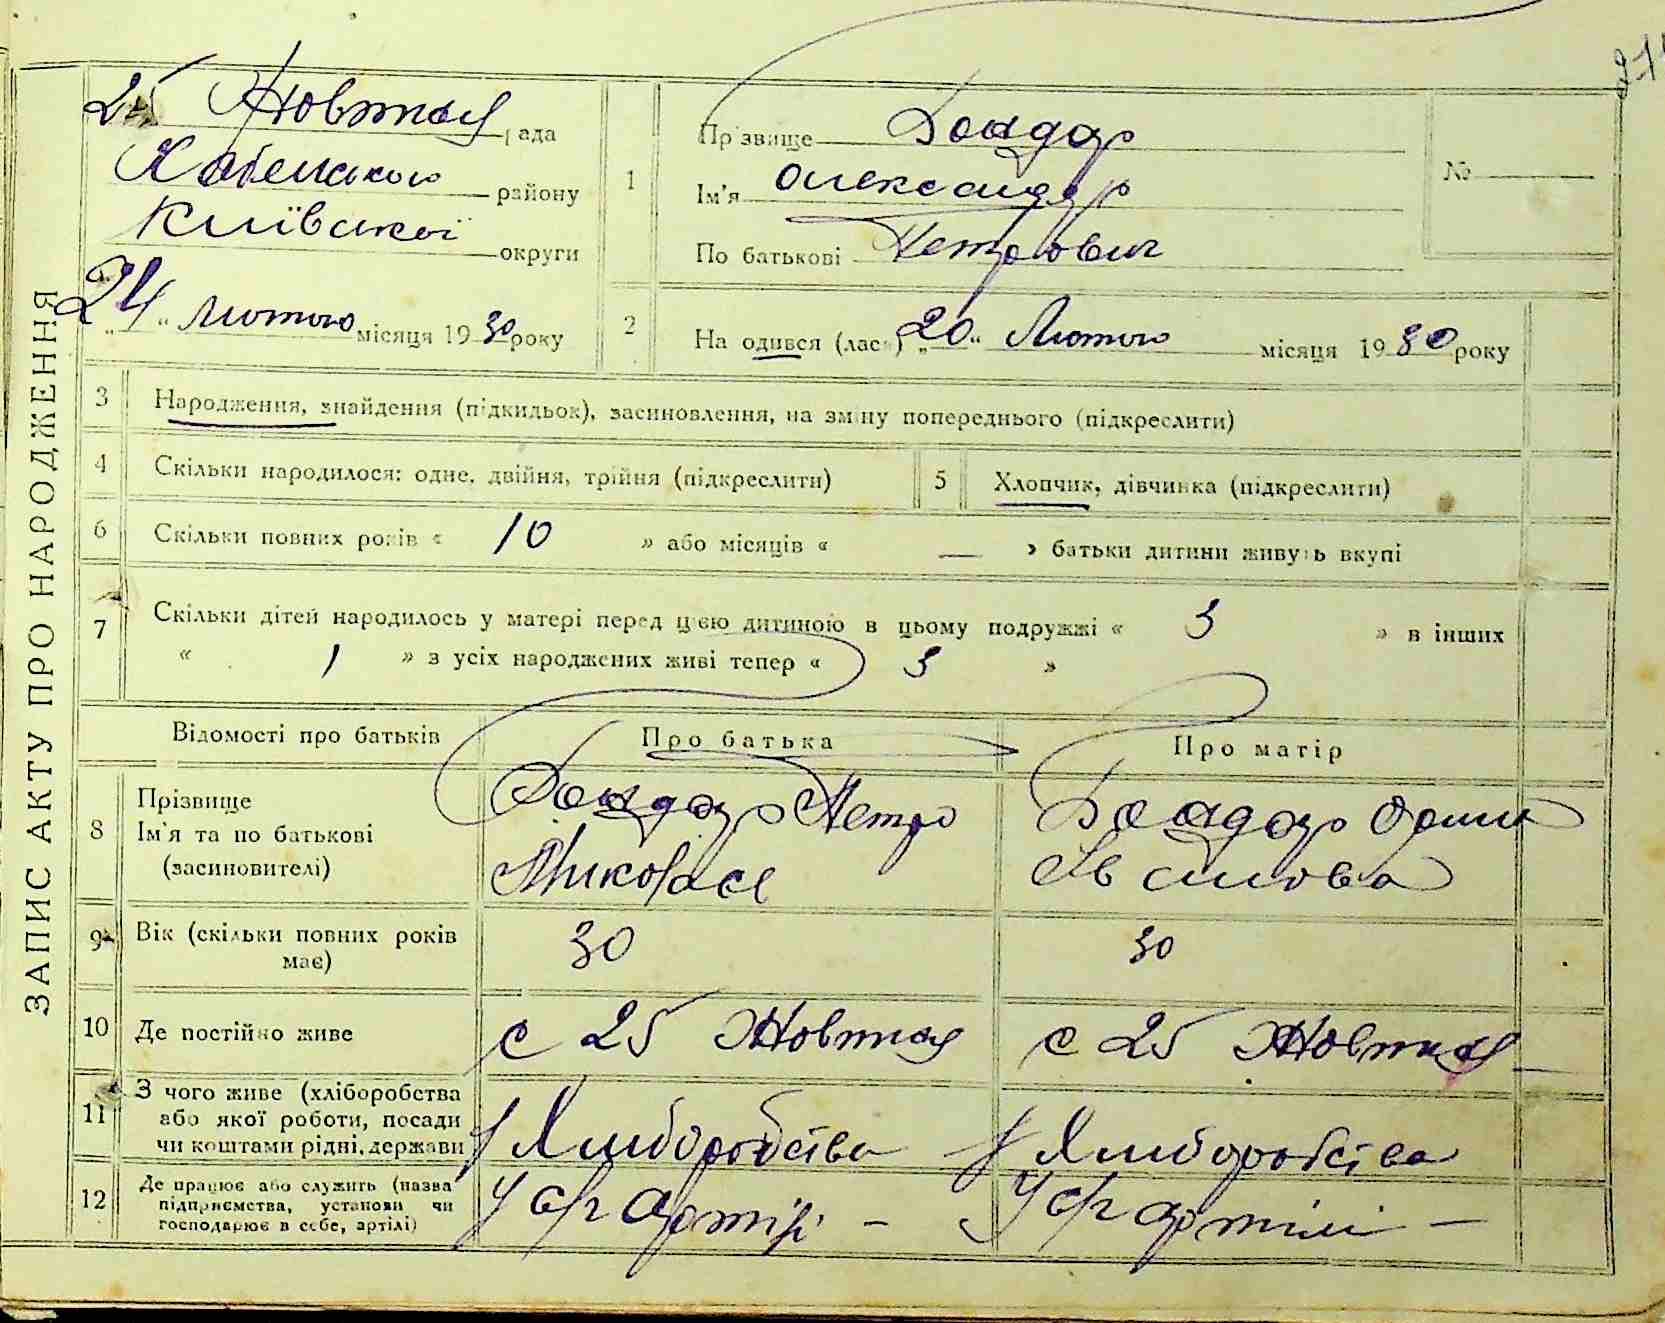 ЗАПИС АКТУ ПРО НАРОДЖЕННЯ
25 Жовтня рада
Хабенського району
Київської округи
„24“ Лютого місяця 1930 року
1
Прізвище Бондар
Ім'я Олександр
По батькові Петрович
№
2
На одився (лась) „20“ Лютого місяця 1930 року
3 Народження, знайдення (підкидьок), засиновлення, на зміну попереднього (підкреслити)
4 Скільки народилося: одне, двійня, трійня (підкреслити)
5 Хлопчик, дівчинка (підкреслити)
6 Скільки повних років « 10 » або місяців « — » батьки дитини живуть вкупі
7 Скільки дітей народилось у матері перед цією дитиною в цьому подружжі « 3 » в інших
« 1 » з усіх народжених живі тепер « 3 »
Відомості про батьків Про батька Про матір
8
Прізвище
Ім'я та по батькові
(засиновителі)
Бондар Петро
Микол
Бондар
Івanова
9 Вік (скільки повних років
має)
30 30
10 Де постійно живе с 25 Жовтня с 25 Жовтня
11
З чого живе (хліборобства
або якої роботи, посади
чи коштами рідні, держави
Хліборобства Хліборобства
12
Де працює або служить (назва
підприємства, установи чи
господарює в себе, артілі)
У с/г артілі — У с/г артілі —